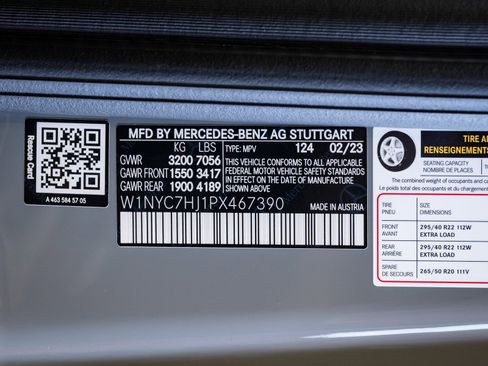 Rescue Card
A 463 584 57 05
MFD BY MERCEDES-BENZ AG STUTTGART
KG LBS TYPE: MPV 124 02/23
GVWR 3200 7056
GAWR FRONT 1550 3417
GAWR REAR 1900 4189
THIS VEHICLE CONFORMS TO ALL APPLICABLE
FEDERAL MOTOR VEHICLE SAFETY STANDARDS
IN EFFECT ON THE DATE OF MANUFACTURE
SHOWN ABOVE.
W1NYC7HJ1PX467390
MADE IN AUSTRIA
TIRE
RENSEIGNEMENTS
SEATING CAPACITY TOTAL
NOMBRE DE PLACES
The combined weight of occupants and
Le poids total des occupants et
TIRE SIZE
PNEU DIMENSIONS
FRONT 295/40 R22 112W
AVANT EXTRA LOAD
REAR 295/40 R22 112W
ARRIÈRE EXTRA LOAD
SPARE 265/50 R20 111V
DE SECOURS